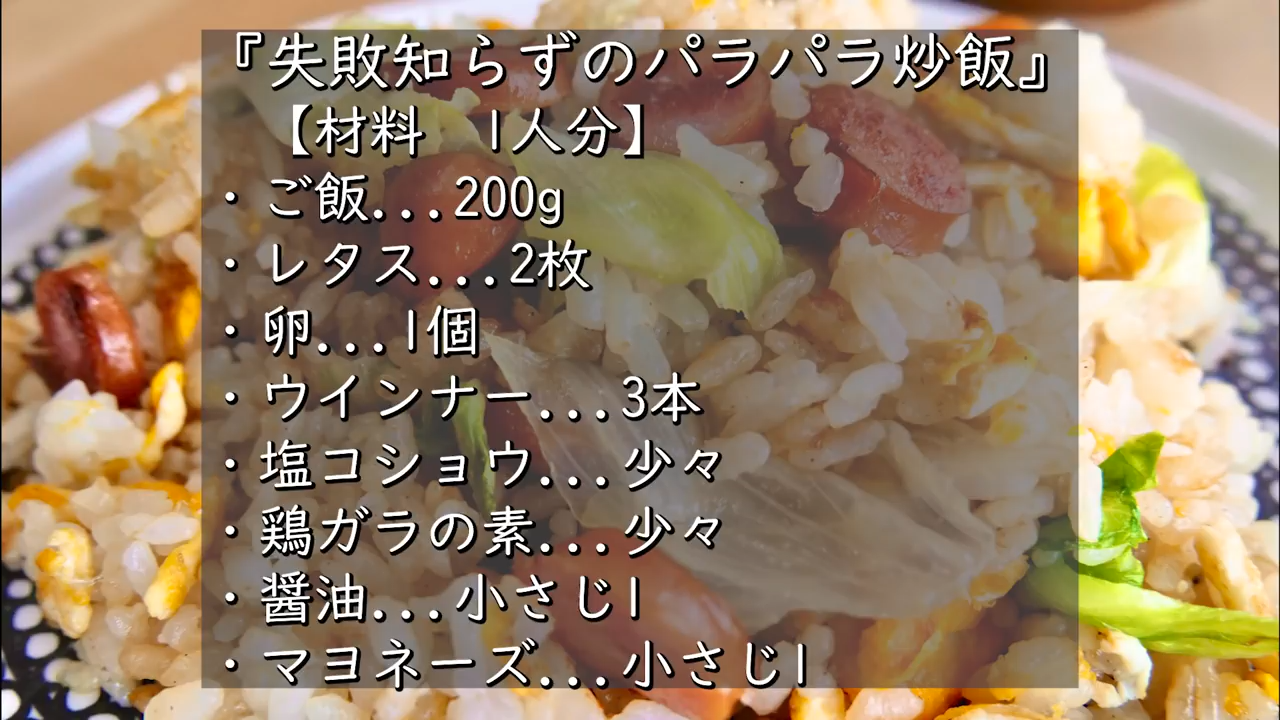 『失敗知らずのパラパラ炒飯』
【材料　1人分】
・ご飯...200g
・レタス...2枚
・卵...1個
・ウインナー...3本
・塩コショウ...少々
・鶏ガラの素...少々
・醤油...小さじ1
・マヨネーズ...小さじ1